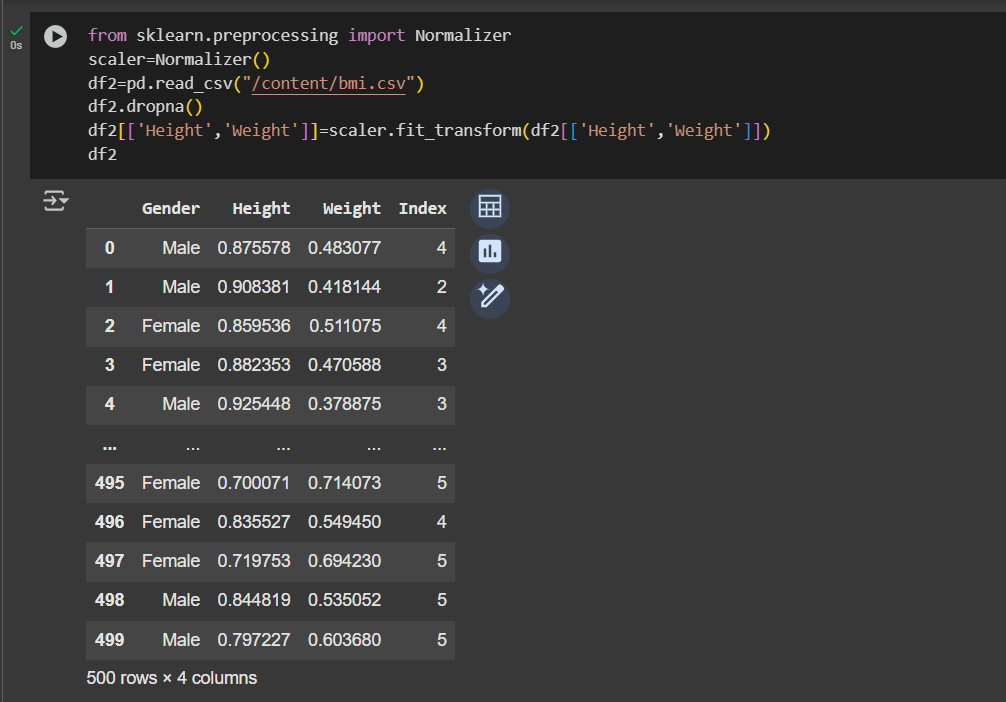 0s
from sklearn.preprocessing import Normalizer
scaler=Normalizer()
df2=pd.read_csv("/content/bmi.csv")
df2.dropna()
df2[['Height','Weight']]=scaler.fit_transform(df2[['Height','Weight']])
df2
Gender Height Weight Index
0 Male 0.875578 0.483077 4
1 Male 0.908381 0.418144 2
2 Female 0.859536 0.511075 4
3 Female 0.882353 0.470588 3
4 Male 0.925448 0.378875 3
... ... ... ... ...
495 Female 0.700071 0.714073 5
496 Female 0.835527 0.549450 4
497 Female 0.719753 0.694230 5
498 Male 0.844819 0.535052 5
499 Male 0.797227 0.603680 5
500 rows × 4 columns